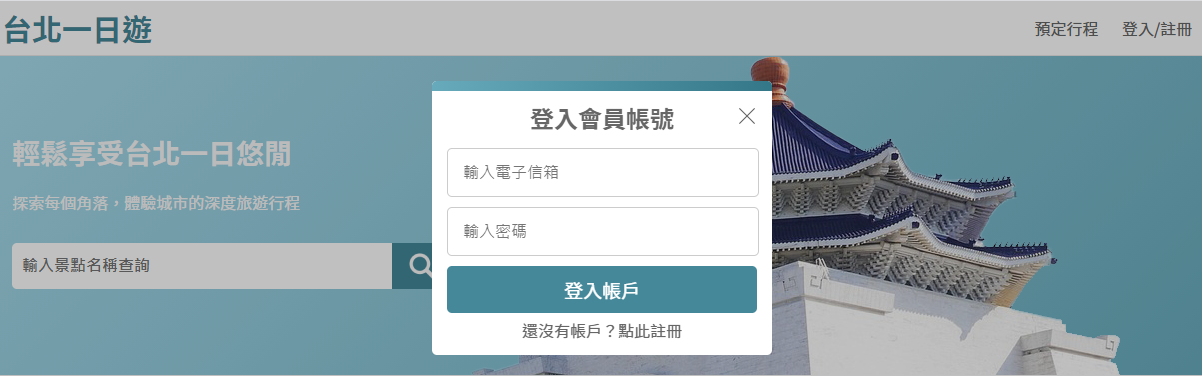 台北一日遊
預定行程 登入/註冊
登入會員帳號
輸入電子信箱
輸入密碼
登入帳戶
還沒有帳戶？點此註冊
輕鬆享受台北一日悠閒
探索每個角落，體驗城市的深度旅遊行程
輸入景點名稱查詢